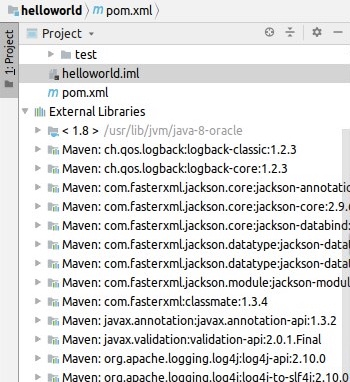 helloworld pom.xml
1: Project
Project
test
helloworld.iml
pom.xml
External Libraries
< 1.8 > /usr/lib/jvm/java-8-oracle
Maven: ch.qos.logback:logback-classic:1.2.3
Maven: ch.qos.logback:logback-core:1.2.3
Maven: com.fasterxml.jackson.core:jackson-annotatio
Maven: com.fasterxml.jackson.core:jackson-core:2.9.6
Maven: com.fasterxml.jackson.core:jackson-databind:
Maven: com.fasterxml.jackson.datatype:jackson-data
Maven: com.fasterxml.jackson.datatype:jackson-data
Maven: com.fasterxml.jackson.module:jackson-modu
Maven: com.fasterxml:classmate:1.3.4
Maven: javax.annotation:javax.annotation-api:1.3.2
Maven: javax.validation:validation-api:2.0.1.Final
Maven: org.apache.logging.log4j:log4j-api:2.10.0
Maven: org.apache.logging.log4j:log4j-to-slf4j:2.10.0